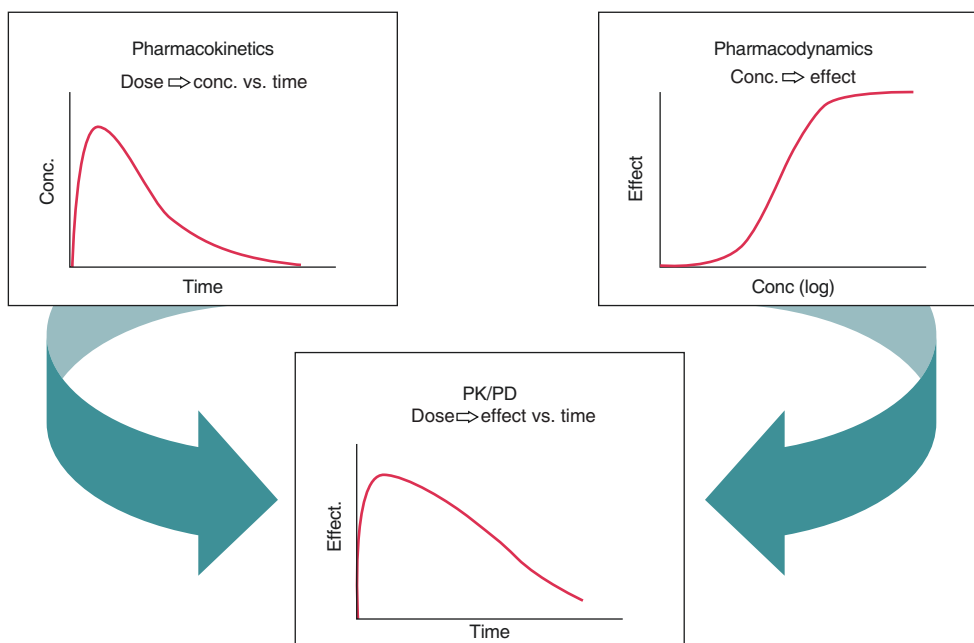 Pharmacokinetics
Dose ⇨ conc. vs. time
Conc.
Time
Pharmacodynamics
Conc. ⇨ effect
Effect
Conc (log)
PK/PD
Dose ⇨ effect vs. time
Effect.
Time